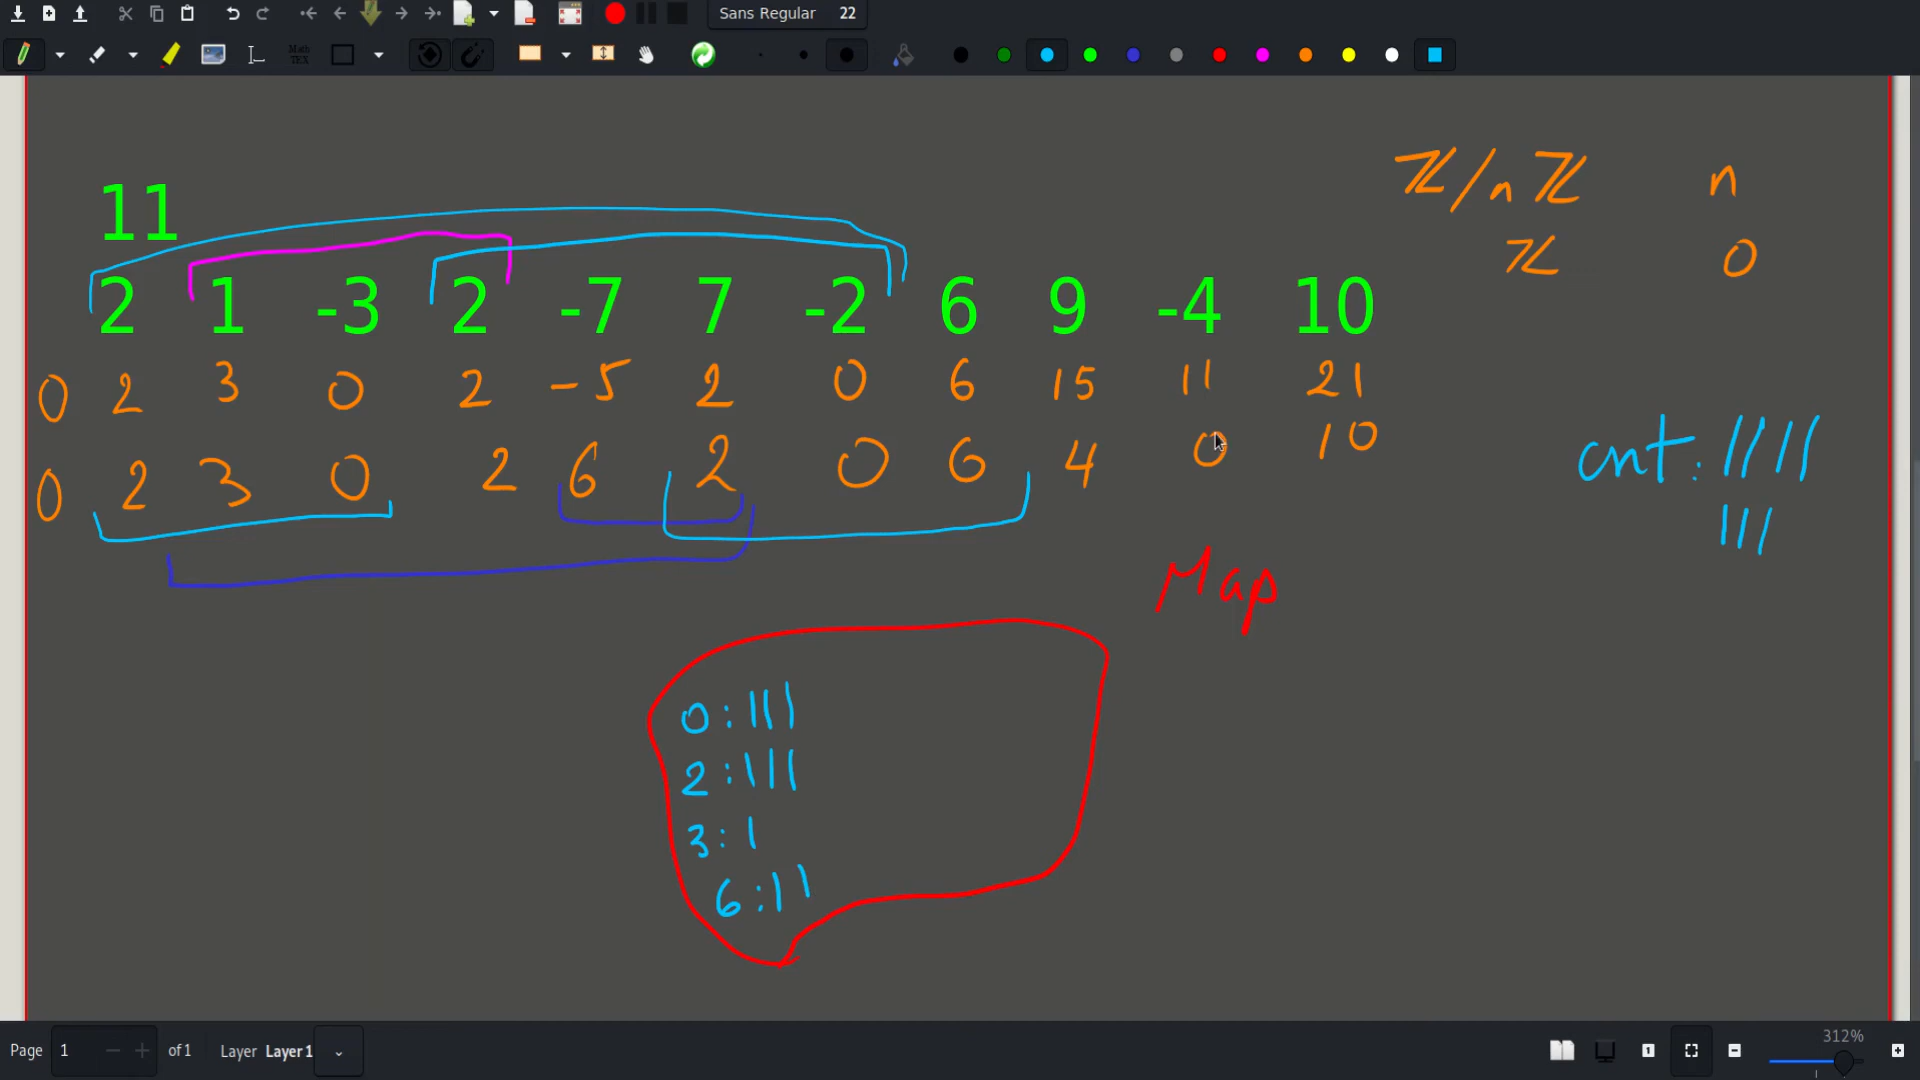 Sans Regular 22
Math TEX
ℤ/nℤ n
11
ℤ 0
2 1 -3 2 -7 7 -2 6 9 -4 10
0 2 3 0 2 -5 2 0 6 15 11 21
0 2 3 0 2 6 2 0 6 4 0 10
cnt: ||||
|||
Map
0: |||
2: |||
3: |
6: ||
Page 1 of 1 Layer Layer 1 312%